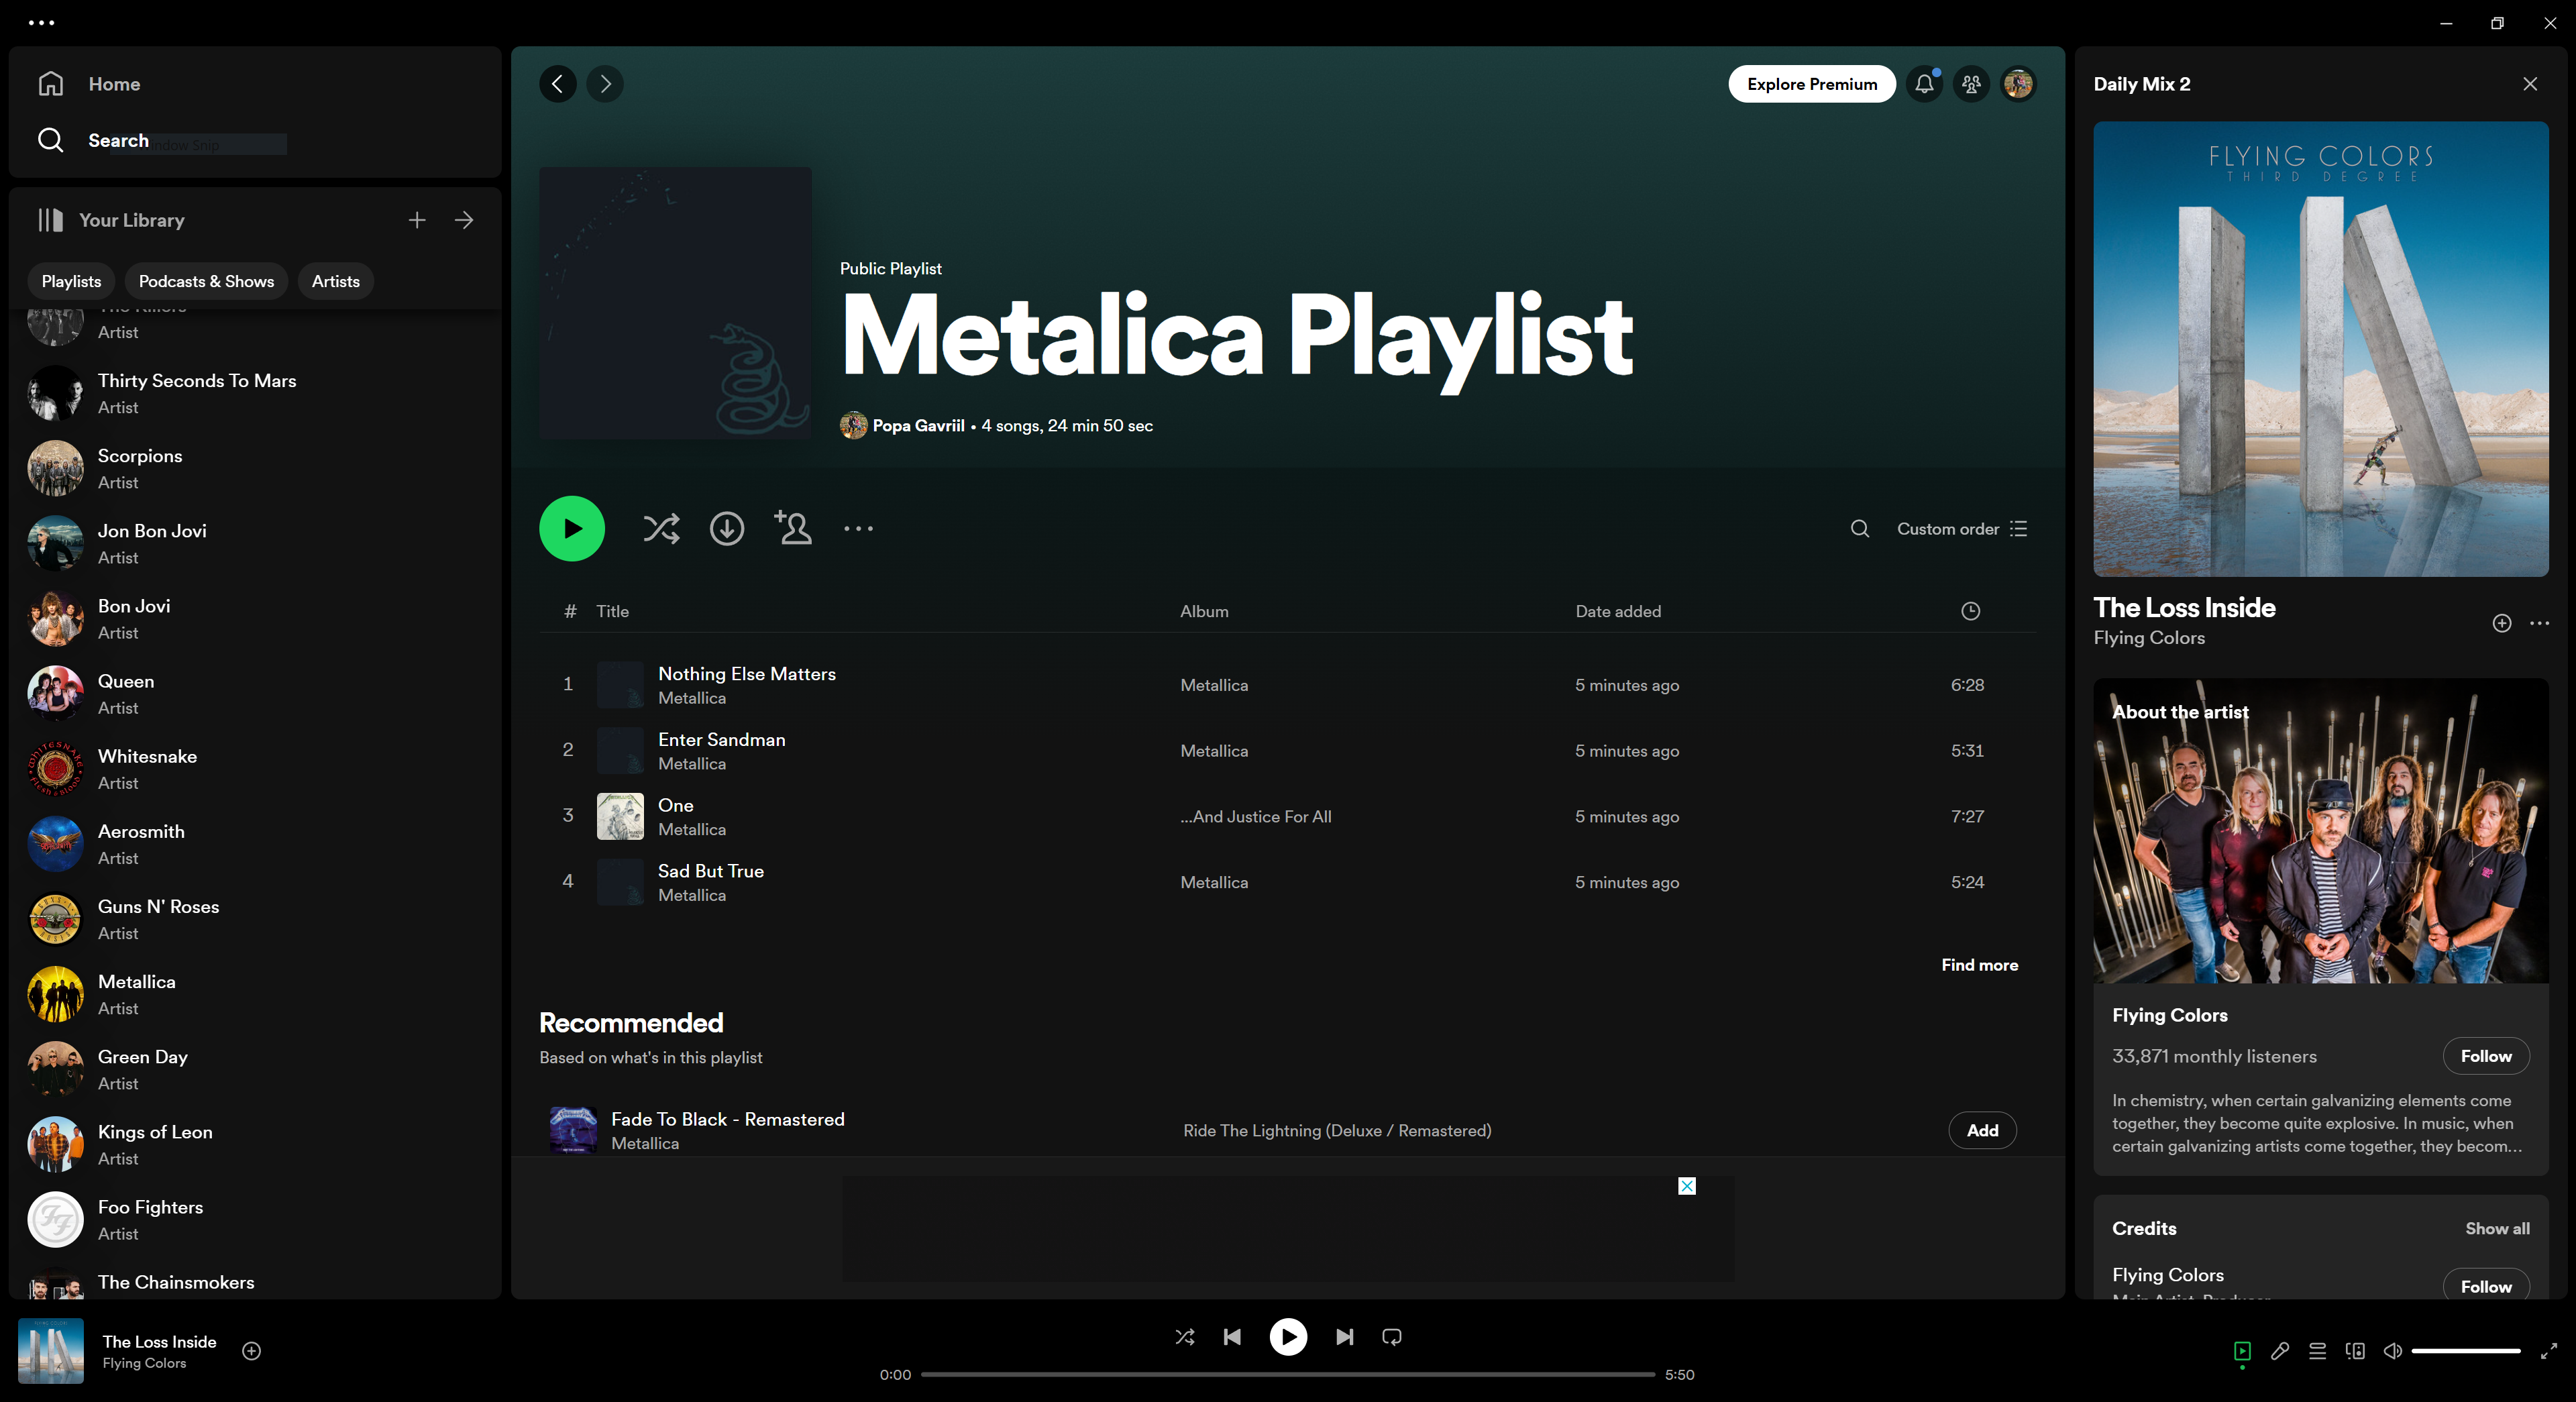 Home
Search
ndow Snip
Your Library
Playlists
Podcasts & Shows
Artists
The Killers
Artist
Thirty Seconds To Mars
Artist
Scorpions
Artist
Jon Bon Jovi
Artist
Bon Jovi
Artist
Queen
Artist
Whitesnake
Artist
Aerosmith
Artist
Guns N' Roses
Artist
Metallica
Artist
Green Day
Artist
Kings of Leon
Artist
Foo Fighters
Artist
The Chainsmokers
Explore Premium
Public Playlist
Metalica Playlist
Popa Gavriil • 4 songs, 24 min 50 sec
Custom order
# Title Album Date added
1 Nothing Else Matters Metallica 5 minutes ago 6:28
Metallica
2 Enter Sandman Metallica 5 minutes ago 5:31
Metallica
3 One ...And Justice For All 5 minutes ago 7:27
Metallica
4 Sad But True Metallica 5 minutes ago 5:24
Metallica
Find more
Recommended
Based on what's in this playlist
Fade To Black - Remastered Ride The Lightning (Deluxe / Remastered) Add
Metallica
Daily Mix 2
FLYING COLORS
THIRD DEGREE
The Loss Inside
Flying Colors
About the artist
Flying Colors
33,871 monthly listeners
Follow
In chemistry, when certain galvanizing elements come
together, they become quite explosive. In music, when
certain galvanizing artists come together, they becom...
Credits Show all
Flying Colors
Follow
Main Artist, Producer
The Loss Inside
Flying Colors
0:00 5:50